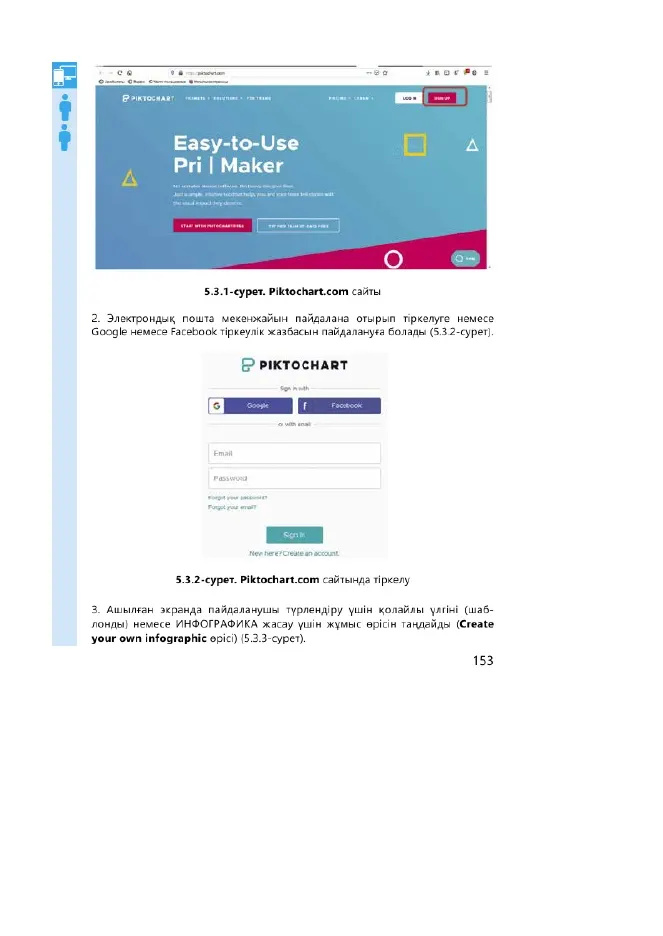 PIKTOCHART
LOG IN
SIGN UP
Easy-to-Use
Pri | Maker
START WITH PIKTOCHART FREE
5.3.1-сурет. Piktochart.com сайты
2. Электрондық пошта мекенжайын пайдалана отырып тіркелуге немесе
Google немесе Facebook тіркеулік жазбасын пайдалануға болады (5.3.2-сурет).
PIKTOCHART
Sign in with
G Google
f Facebook
or with email
Email
Password
Forgot your password?
Forgot your email?
Sign In
New here? Create an account.
5.3.2-сурет. Piktochart.com сайтында тіркелу
3. Ашылған экранда пайдаланушы түрлендіру үшін қолайлы үлгіні (шаб-
лонды) немесе ИНФОГРАФИКА жасау үшін жұмыс өрісін таңдайды (Create
your own infographic өрісі) (5.3.3-сурет).
153